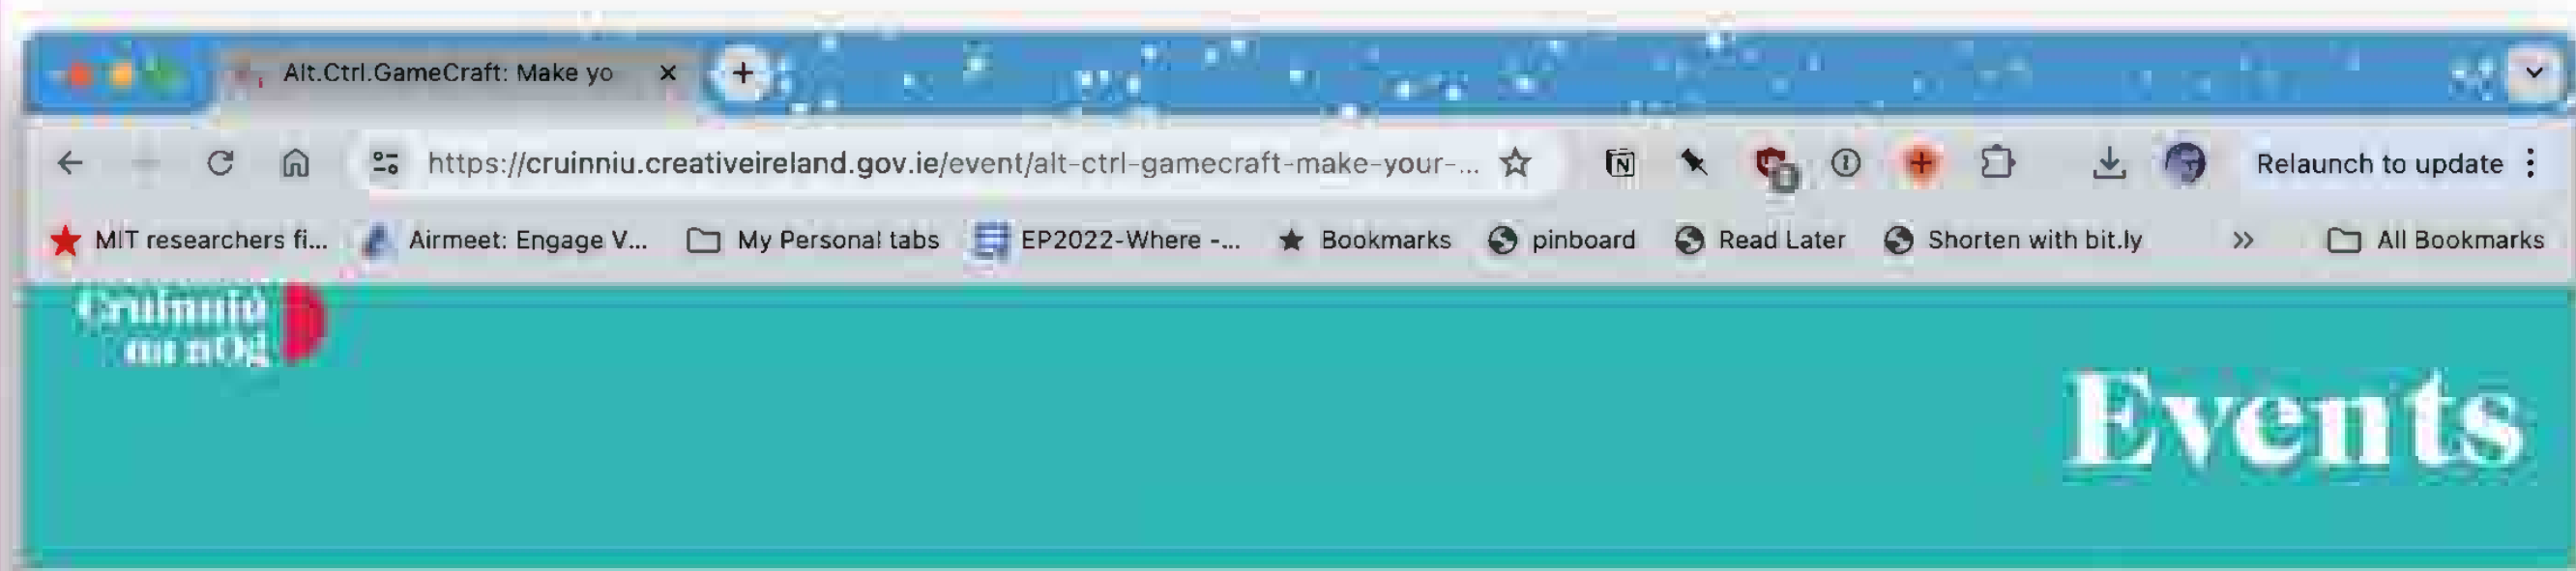 Alt.Ctrl.GameCraft: Make yo
https://cruinniu.creativeireland.gov.ie/event/alt-ctrl-gamecraft-make-your-...
Relaunch to update
MIT researchers fi... Airmeet: Engage V... My Personal tabs EP2022-Where -... Bookmarks pinboard Read Later Shorten with bit.ly >> All Bookmarks
Cruinniú
na nÓg
Events